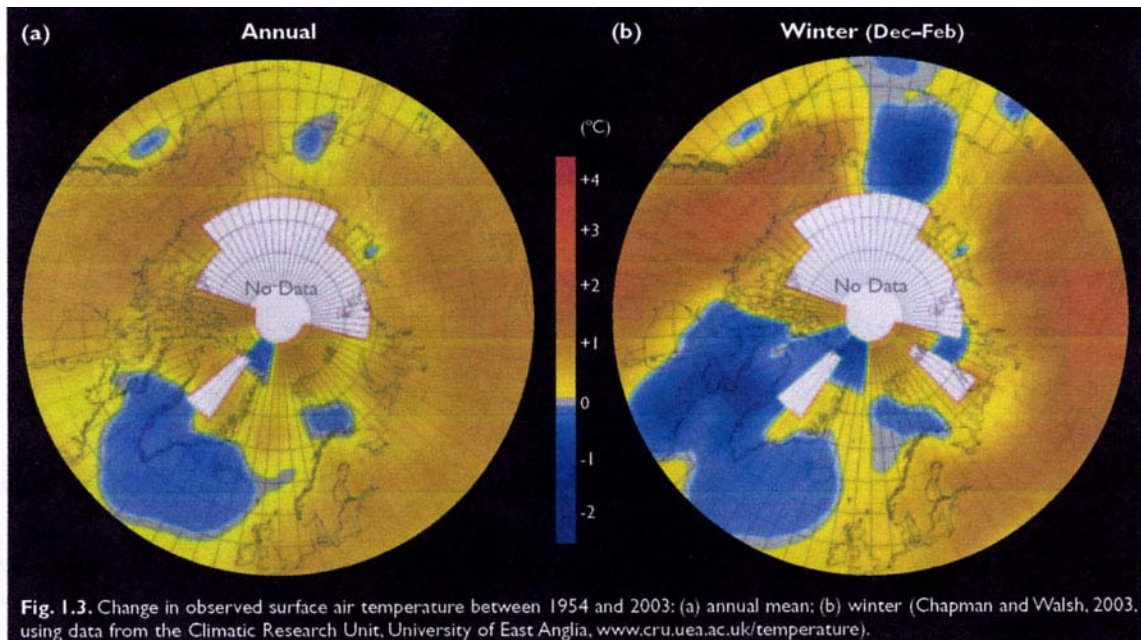 (a) Annual
(b) Winter (Dec–Feb)
(°C)
+4
+3
+2
+1
0
-1
-2
No Data
No Data
Fig. 1.3. Change in observed surface air temperature between 1954 and 2003: (a) annual mean; (b) winter (Chapman and Walsh, 2003,
using data from the Climatic Research Unit, University of East Anglia, www.cru.uea.ac.uk/temperature).